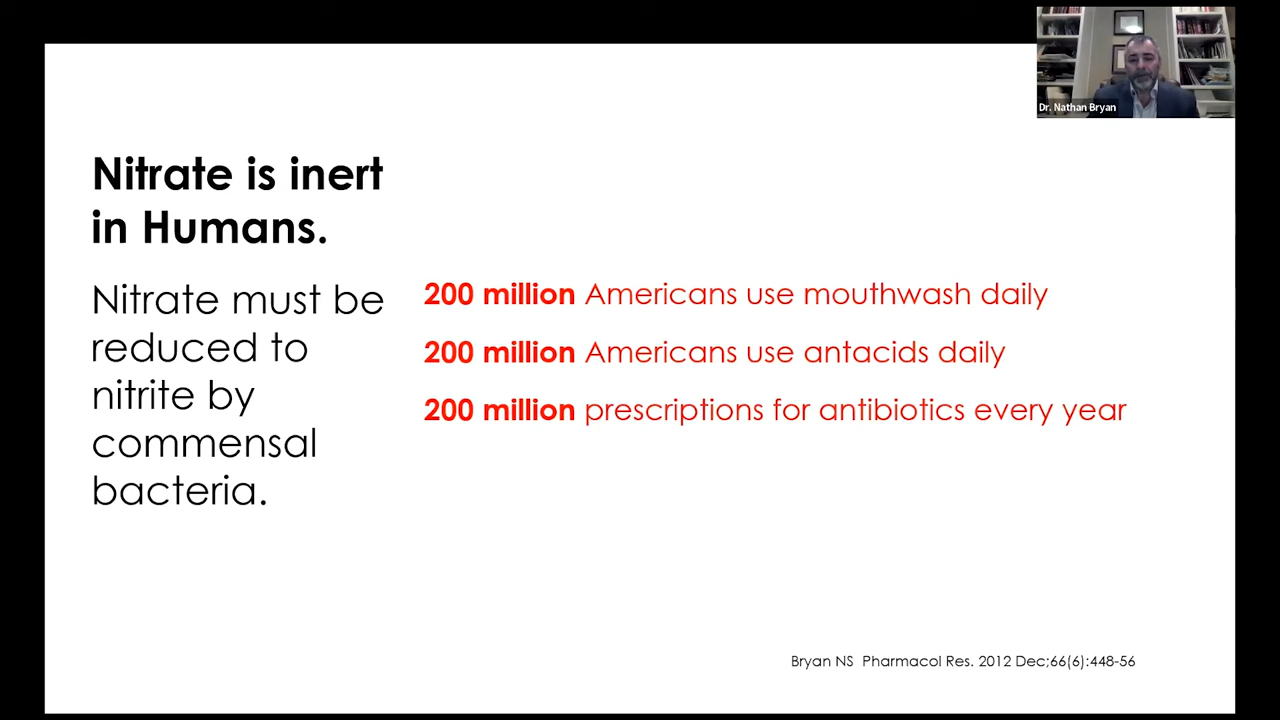 Dr. Nathan Bryan
Nitrate is inert
in Humans.
Nitrate must be
reduced to
nitrite by
commensal
bacteria.
200 million Americans use mouthwash daily
200 million Americans use antacids daily
200 million prescriptions for antibiotics every year
Bryan NS Pharmacol Res. 2012 Dec;66(6):448-56